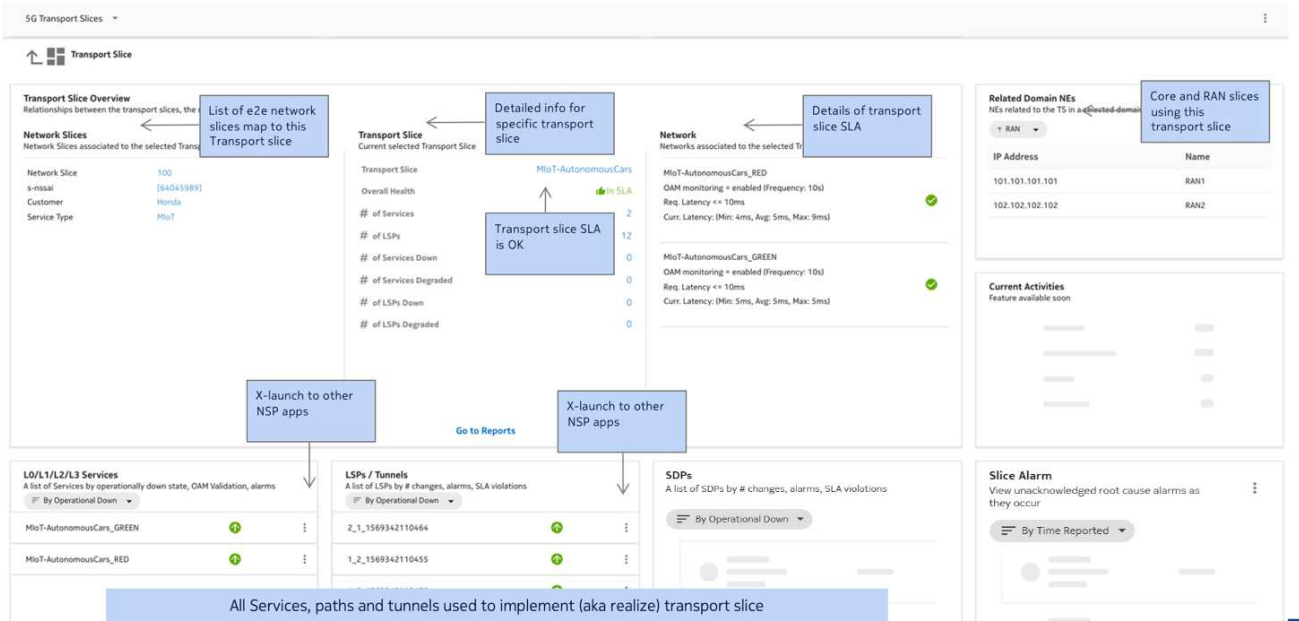 5G Transport Slices
Transport Slice
Transport Slice Overview
Relationships between the transport slices, the
List of e2e network
slices map to this
Transport slice
Network Slices
Network Slices associated to the selected
Network Slice 100
s-nssai [64045989]
Customer Honda
Service Type MIoT
Detailed info for
specific transport
slice
Transport Slice
Current selected Transport Slice
Transport Slice MIoT-AutonomousCars
Overall Health In SLA
# of Services 2
# of LSPs 12
# of Services Down 0
# of Services Degraded 0
# of LSPs Down 0
# of LSPs Degraded 0
Transport slice SLA
is OK
Details of transport
slice SLA
Network
Networks associated to the selected
MIoT-AutonomousCars_RED
OAM monitoring = enabled (Frequency: 10s)
Req. Latency <= 10ms
Curr. Latency: (Min: 4ms, Avg: 5ms, Max: 9ms)
MIoT-AutonomousCars_GREEN
OAM monitoring = enabled (Frequency: 10s)
Req. Latency <= 10ms
Curr. Latency: (Min: 5ms, Avg: 5ms, Max: 5ms)
X-launch to other
NSP apps
X-launch to other
NSP apps
Go to Reports
Related Domain NEs
NEs related to the TS in a selected domain
Core and RAN slices
using this
transport slice
RAN
IP Address Name
101.101.101.101 RAN1
102.102.102.102 RAN2
Current Activities
Feature available soon
L0/L1/L2/L3 Services
A list of Services by operationally down state, OAM Validation, alarms
By Operational Down
MIoT-AutonomousCars_GREEN
MIoT-AutonomousCars_RED
LSPs / Tunnels
A list of LSPs by # changes, alarms, SLA violations
By Operational Down
2_1_1569342110464
1_2_1569342110455
SDPs
A list of SDPs by # changes, alarms, SLA violations
By Operational Down
Slice Alarm
View unacknowledged root cause alarms as
they occur
By Time Reported
All Services, paths and tunnels used to implement (aka realize) transport slice